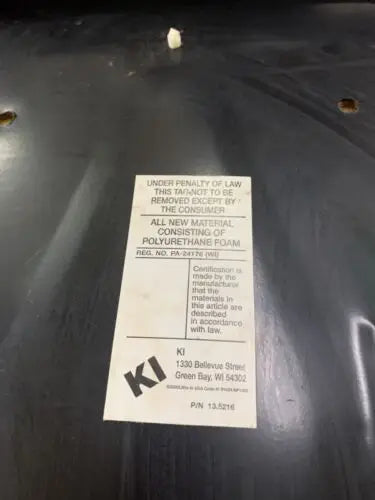 UNDER PENALTY OF LAW
THIS TAG NOT TO BE
REMOVED EXCEPT BY
THE CONSUMER
ALL NEW MATERIAL
CONSISTING OF
POLYURETHANE FOAM
REG. NO. PA-24176 (WI)
Certification is
made by the
manufacturer
that the
materials in
this article are
described
in accordance
with law.
KI
KI
1330 Bellevue Street
Green Bay, WI 54302
P/N 13.5216